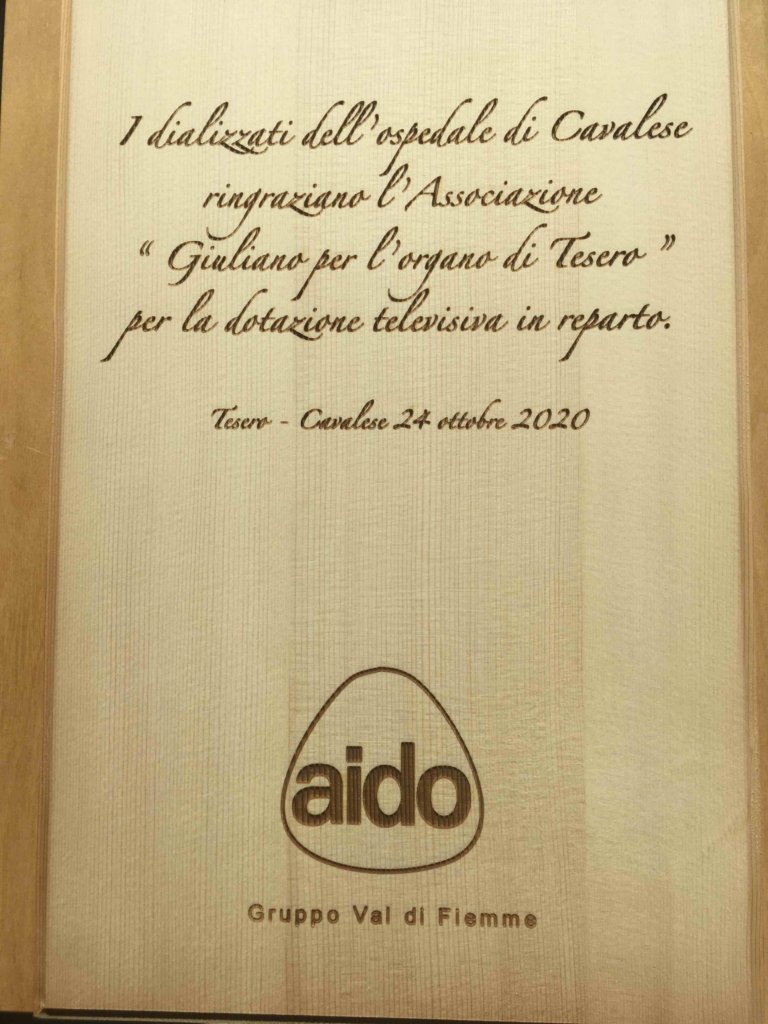 I dializzati dell'ospedale di Cavalese
ringraziano l'Associazione
“ Giuliano per l'organo di Tesero ”
per la dotazione televisiva in reparto.
Tesero - Cavalese 24 ottobre 2020
aido
Gruppo Val di Fiemme